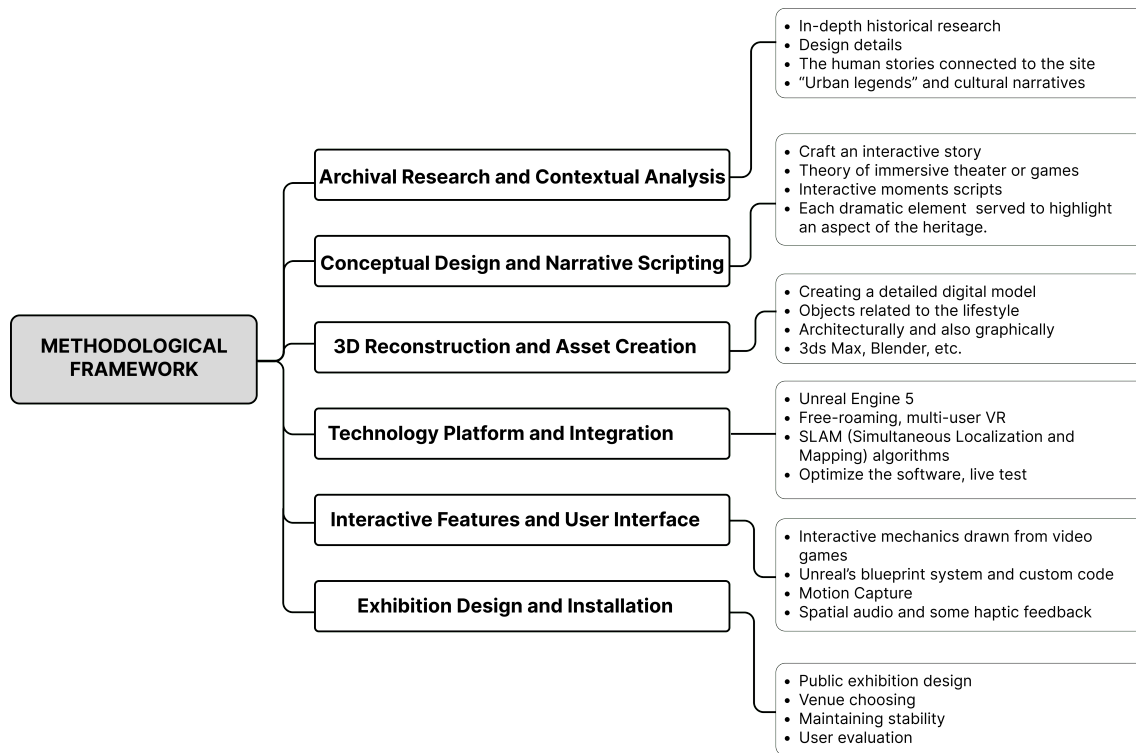 METHODOLOGICAL
FRAMEWORK
Archival Research and Contextual Analysis
In-depth historical research
Design details
The human stories connected to the site
“Urban legends” and cultural narratives
Conceptual Design and Narrative Scripting
Craft an interactive story
Theory of immersive theater or games
Interactive moments scripts
Each dramatic element served to highlight
an aspect of the heritage.
3D Reconstruction and Asset Creation
Creating a detailed digital model
Objects related to the lifestyle
Architecturally and also graphically
3ds Max, Blender, etc.
Technology Platform and Integration
Unreal Engine 5
Free-roaming, multi-user VR
SLAM (Simultaneous Localization and
Mapping) algorithms
Optimize the software, live test
Interactive Features and User Interface
Interactive mechanics drawn from video
games
Unreal’s blueprint system and custom code
Motion Capture
Spatial audio and some haptic feedback
Exhibition Design and Installation
Public exhibition design
Venue choosing
Maintaining stability
User evaluation